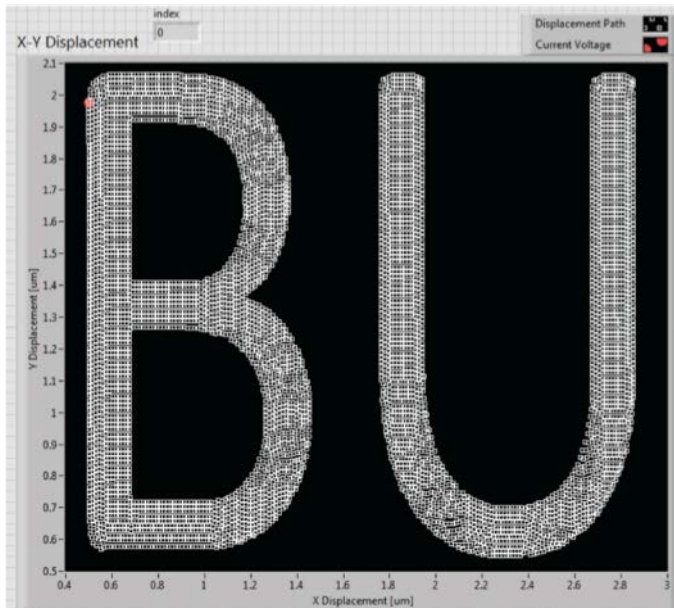 index
0
Displacement Path
Current Voltage
X-Y Displacement
2.1
2
1.9
1.8
1.7
1.6
1.5
1.4
1.3
1.2
1.1
1
0.9
0.8
0.7
0.6
0.5
Y Displacement [um]
BU
0.4 0.6 0.8 1 1.2 1.4 1.6 1.8 2 2.2 2.4 2.6 2.8 3
X Displacement [um]